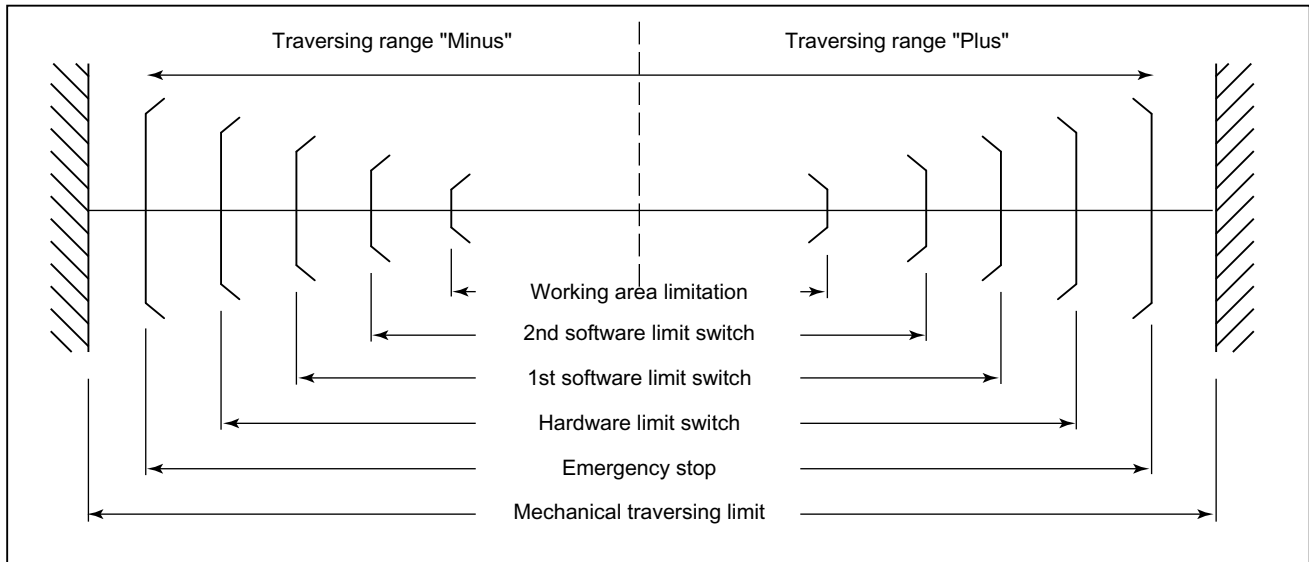 Traversing range "Minus"
Traversing range "Plus"
Working area limitation
2nd software limit switch
1st software limit switch
Hardware limit switch
Emergency stop
Mechanical traversing limit